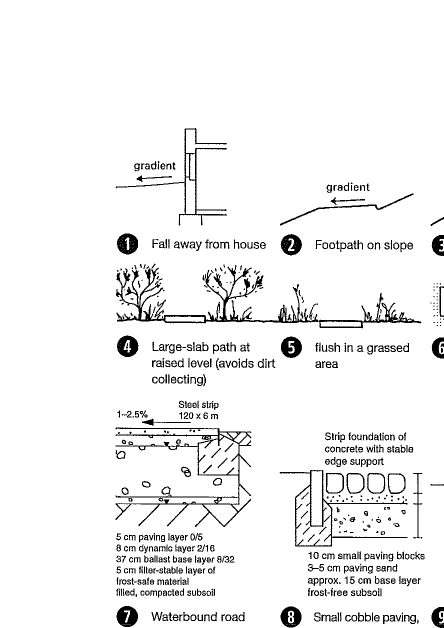 gradient
gradient
1 Fall away from house
2 Footpath on slope
3
4 Large-slab path at
raised level (avoids dirt
collecting)
5 flush in a grassed
area
6
1–2.5%
Steel strip
120 x 6 m
5 cm paving layer 0/5
8 cm dynamic layer 2/16
37 cm ballast base layer 8/32
5 cm filter-stable layer of
frost-safe material
filled, compacted subsoil
7 Waterbound road
Strip foundation of
concrete with stable
edge support
10 cm small paving blocks
3–5 cm paving sand
approx. 15 cm base layer
frost-free subsoil
8 Small cobble paving,
9